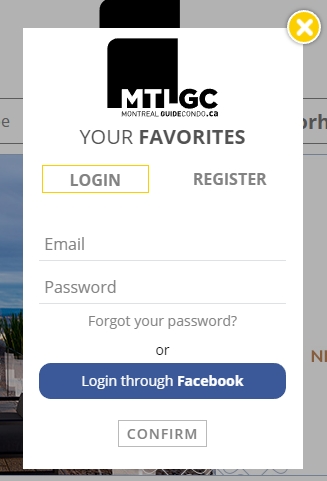 MTLGC
MONTREAL GUIDECONDO.ca
YOUR FAVORITES
LOGIN
REGISTER
Email
Password
Forgot your password?
or
Login through Facebook
CONFIRM